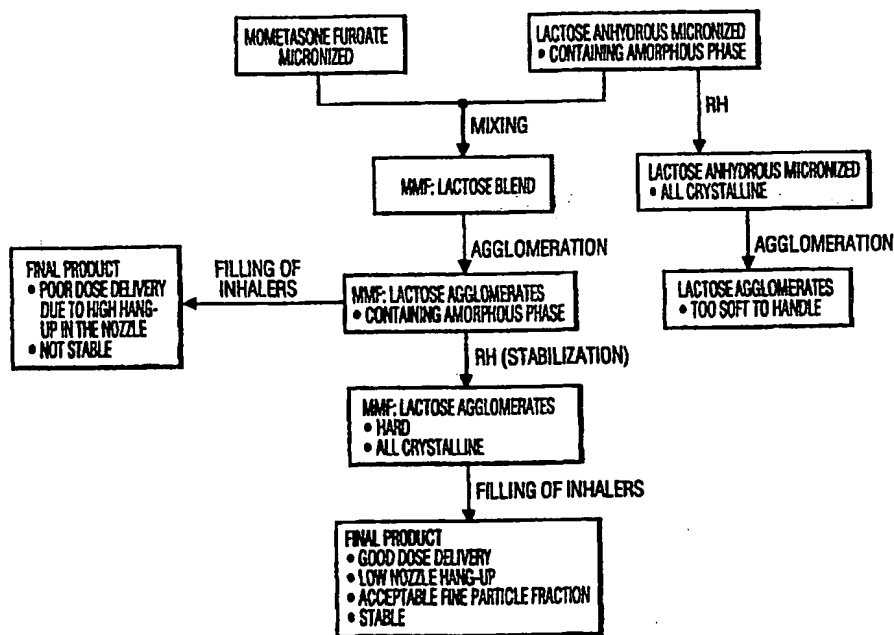 MOMETASONE FUROATE
MICRONIZED
LACTOSE ANHYDROUS MICRONIZED
• CONTAINING AMORPHOUS PHASE
RH
MIXING
MMF: LACTOSE BLEND
LACTOSE ANHYDROUS MICRONIZED
• ALL CRYSTALLINE
AGGLOMERATION
AGGLOMERATION
FINAL PRODUCT
• POOR DOSE DELIVERY
DUE TO HIGH HANG-
UP IN THE NOZZLE
• NOT STABLE
FILLING OF
INHALERS
MMF: LACTOSE AGGLOMERATES
• CONTAINING AMORPHOUS PHASE
LACTOSE AGGLOMERATES
• TOO SOFT TO HANDLE
RH (STABILIZATION)
MMF: LACTOSE AGGLOMERATES
• HARD
• ALL CRYSTALLINE
FILLING OF INHALERS
FINAL PRODUCT
• GOOD DOSE DELIVERY
• LOW NOZZLE HANG-UP
• ACCEPTABLE FINE PARTICLE FRACTION
• STABLE